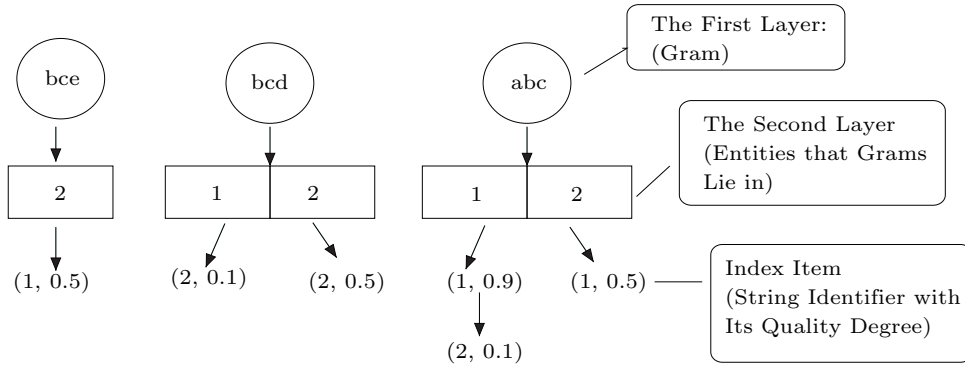 bce
bcd
abc
The First Layer:
(Gram)
2
1 2
1 2
The Second Layer
(Entities that Grams
Lie in)
(1, 0.5)
(2, 0.1)
(2, 0.5)
(1, 0.9)
(1, 0.5)
(2, 0.1)
Index Item
(String Identifier with
Its Quality Degree)